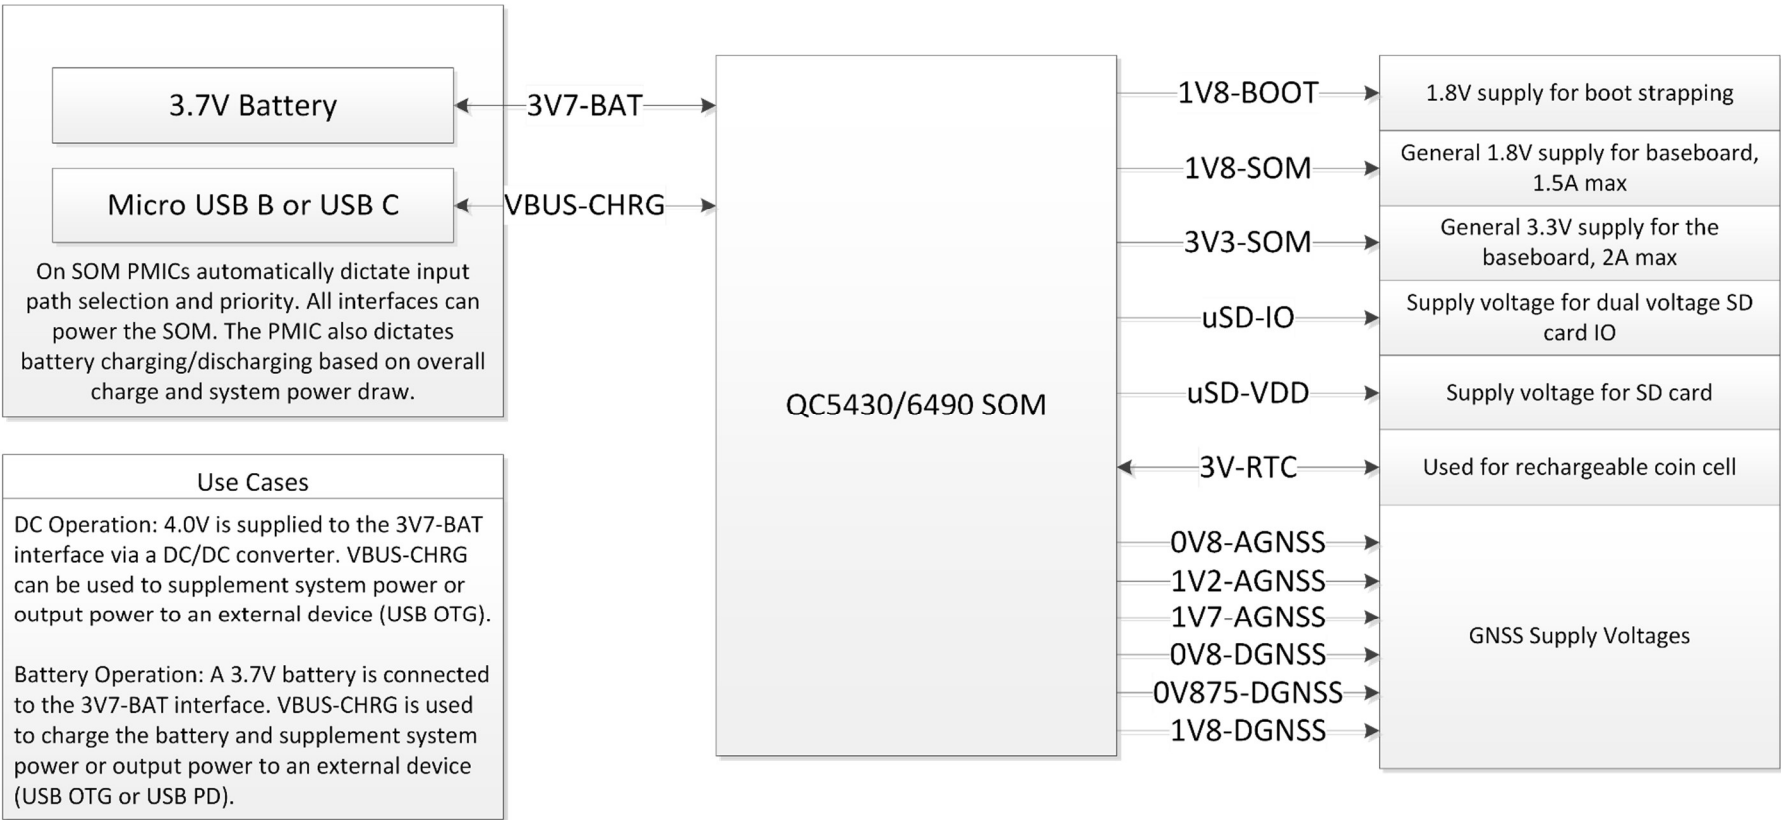 3.7V Battery
3V7-BAT
Micro USB B or USB C
VBUS-CHRG
On SOM PMICs automatically dictate input
path selection and priority. All interfaces can
power the SOM. The PMIC also dictates
battery charging/discharging based on overall
charge and system power draw.
Use Cases
DC Operation: 4.0V is supplied to the 3V7-BAT
interface via a DC/DC converter. VBUS-CHRG
can be used to supplement system power or
output power to an external device (USB OTG).
Battery Operation: A 3.7V battery is connected
to the 3V7-BAT interface. VBUS-CHRG is used
to charge the battery and supplement system
power or output power to an external device
(USB OTG or USB PD).
QC5430/6490 SOM
1V8-BOOT
1.8V supply for boot strapping
1V8-SOM
General 1.8V supply for baseboard,
1.5A max
3V3-SOM
General 3.3V supply for the
baseboard, 2A max
uSD-IO
Supply voltage for dual voltage SD
card IO
uSD-VDD
Supply voltage for SD card
3V-RTC
Used for rechargeable coin cell
0V8-AGNSS
1V2-AGNSS
1V7-AGNSS
0V8-DGNSS
0V875-DGNSS
1V8-DGNSS
GNSS Supply Voltages